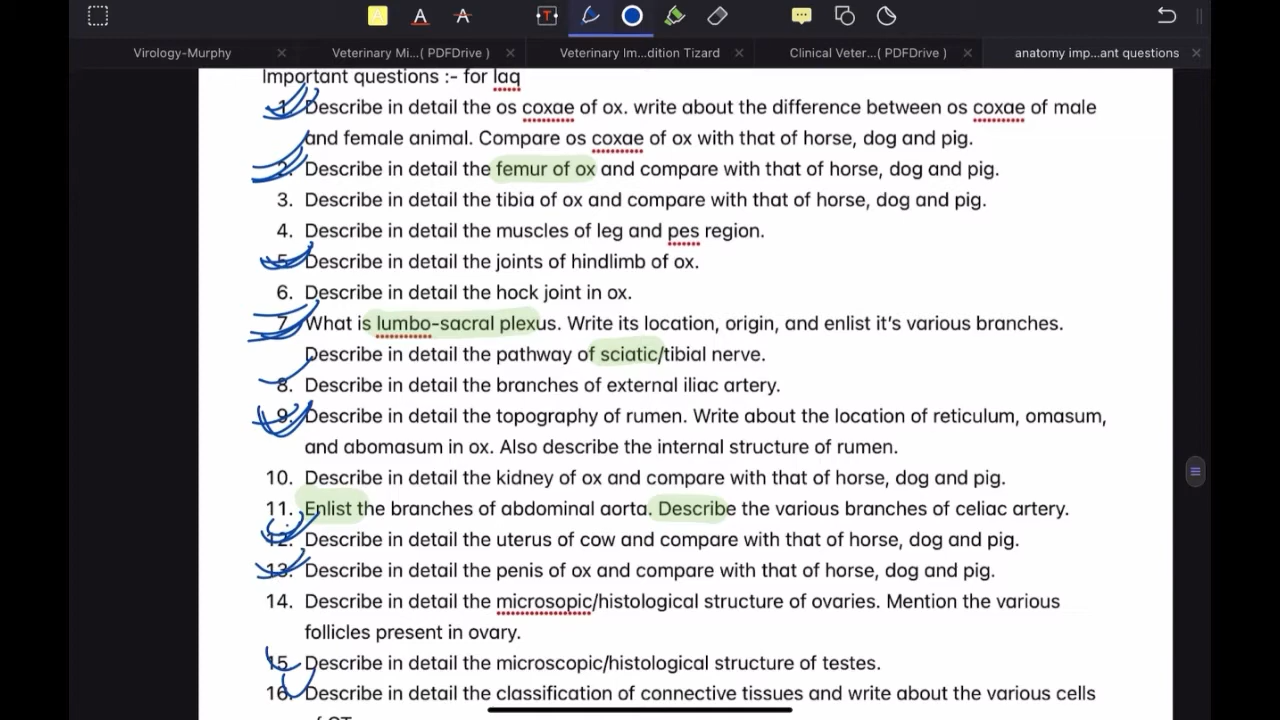 Virology-Murphy
Veterinary Mi...( PDFDrive )
Veterinary Im...dition Tizard
Clinical Veter...( PDFDrive )
anatomy imp...ant questions
Important questions :- for laq
1. Describe in detail the os coxae of ox. write about the difference between os coxae of male
and female animal. Compare os coxae of ox with that of horse, dog and pig.
2. Describe in detail the femur of ox and compare with that of horse, dog and pig.
3. Describe in detail the tibia of ox and compare with that of horse, dog and pig.
4. Describe in detail the muscles of leg and pes region.
5. Describe in detail the joints of hindlimb of ox.
6. Describe in detail the hock joint in ox.
7. What is lumbo-sacral plexus. Write its location, origin, and enlist it's various branches.
Describe in detail the pathway of sciatic/tibial nerve.
8. Describe in detail the branches of external iliac artery.
9. Describe in detail the topography of rumen. Write about the location of reticulum, omasum,
and abomasum in ox. Also describe the internal structure of rumen.
10. Describe in detail the kidney of ox and compare with that of horse, dog and pig.
11. Enlist the branches of abdominal aorta. Describe the various branches of celiac artery.
12. Describe in detail the uterus of cow and compare with that of horse, dog and pig.
13. Describe in detail the penis of ox and compare with that of horse, dog and pig.
14. Describe in detail the microsopic/histological structure of ovaries. Mention the various
follicles present in ovary.
15. Describe in detail the microscopic/histological structure of testes.
16. Describe in detail the classification of connective tissues and write about the various cells